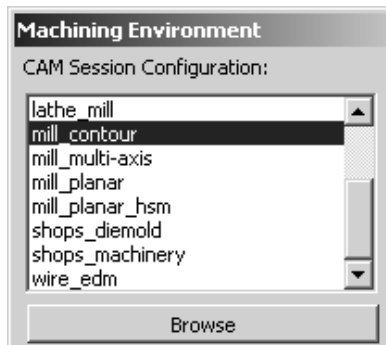 Machining Environment
CAM Session Configuration:
lathe_mill
mill_contour
mill_multi-axis
mill_planar
mill_planar_hsm
shops_diemold
shops_machinery
wire_edm
Browse